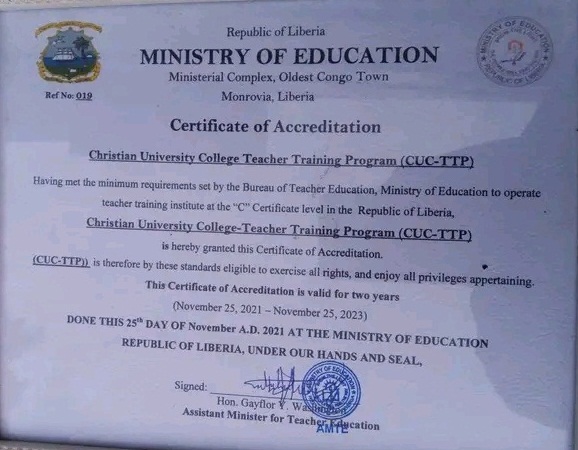 Republic of Liberia
MINISTRY OF EDUCATION
Ministerial Complex, Oldest Congo Town
Monrovia, Liberia
Ref No: 019
Certificate of Accreditation
Christian University College Teacher Training Program (CUC-TTP)
Having met the minimum requirements set by the Bureau of Teacher Education, Ministry of Education to operate
teacher training institute at the "C" Certificate level in the Republic of Liberia,
Christian University College-Teacher Training Program (CUC-TTP)
is hereby granted this Certificate of Accreditation.
(CUC-TTP)) is therefore by these standards eligible to exercise all rights, and enjoy all privileges appertaining.
This Certificate of Accreditation is valid for two years
(November 25, 2021 – November 25, 2023)
DONE THIS 25th DAY OF November A.D. 2021 AT THE MINISTRY OF EDUCATION
REPUBLIC OF LIBERIA, UNDER OUR HANDS AND SEAL,
Signed:
Hon. Gayflor Y.
Assistant Minister for Teacher Education
MINISTRY OF EDUCATION
REPUBLIC OF LIBERIA
MINISTRY OF EDUCATION
AMTE